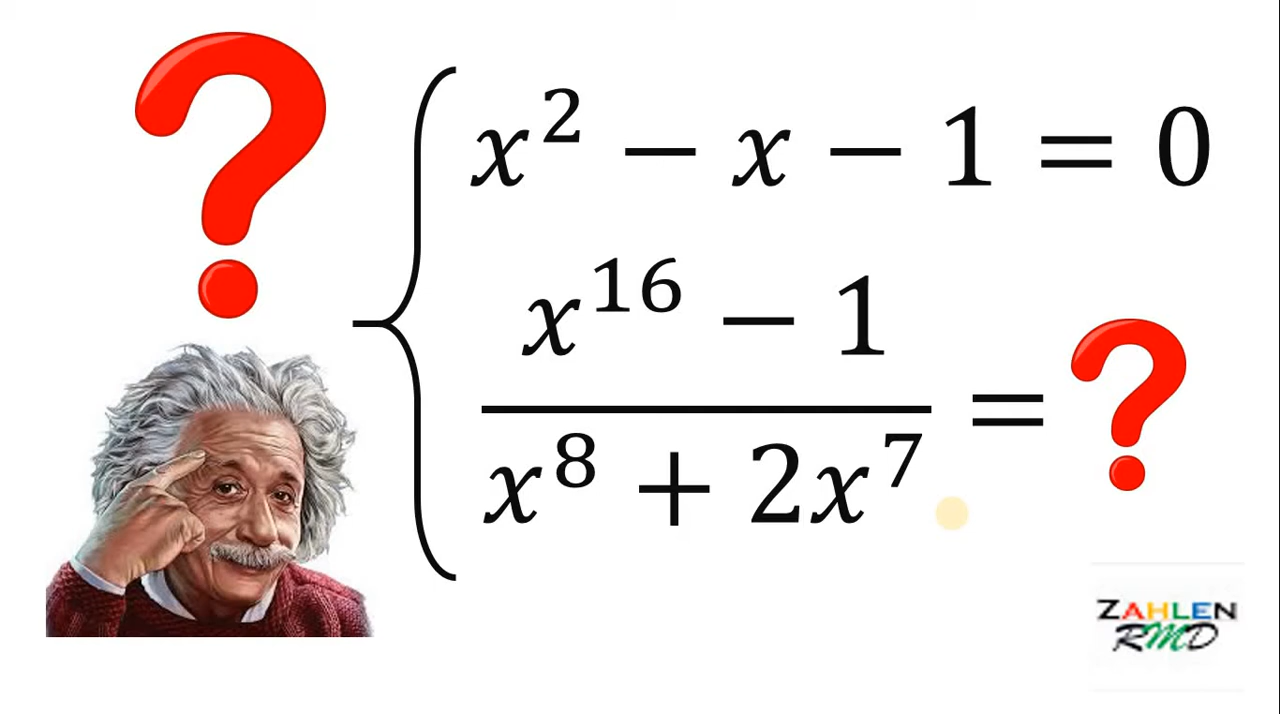 x² − x − 1 = 0
x¹⁶ − 1
x⁸ + 2x⁷
= ?
?
ZAHLEN
RMD